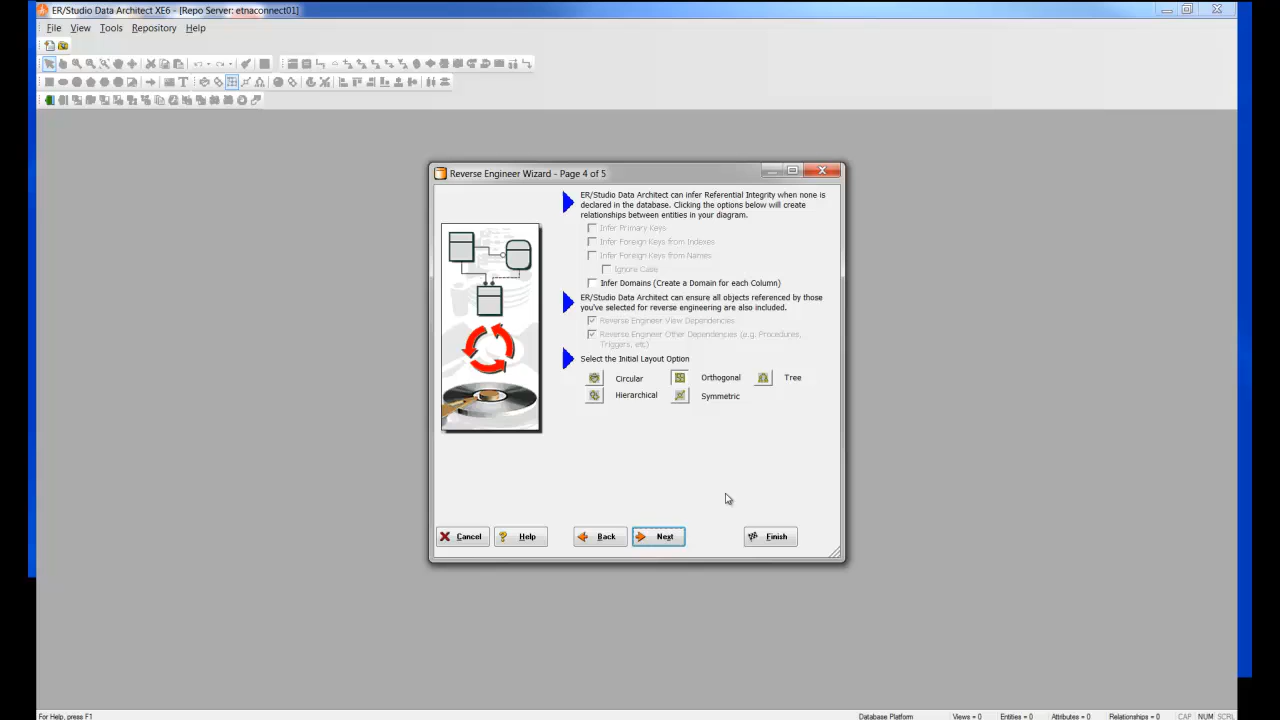 ER/Studio Data Architect XE6 - [Repo Server: etnaconnect01]
File View Tools Repository Help
Reverse Engineer Wizard - Page 4 of 5
ER/Studio Data Architect can infer Referential Integrity when none is
declared in the database. Clicking the options below will create
relationships between entities in your diagram.
Infer Primary Keys
Infer Foreign Keys from Indexes
Infer Foreign Keys from Names
Ignore Case
Infer Domains (Create a Domain for each Column)
ER/Studio Data Architect can ensure all objects referenced by those
you've selected for reverse engineering are also included.
Reverse Engineer View Dependencies
Reverse Engineer Other Dependencies (e.g. Procedures,
Triggers, etc)
Select the Initial Layout Option
Circular Orthogonal Tree
Hierarchical Symmetric
Cancel Help Back Next Finish
For Help, press F1 Database Platform Views = 0 Entities = 0 Attributes = 0 Relationships = 0 CAP NUM SCRL